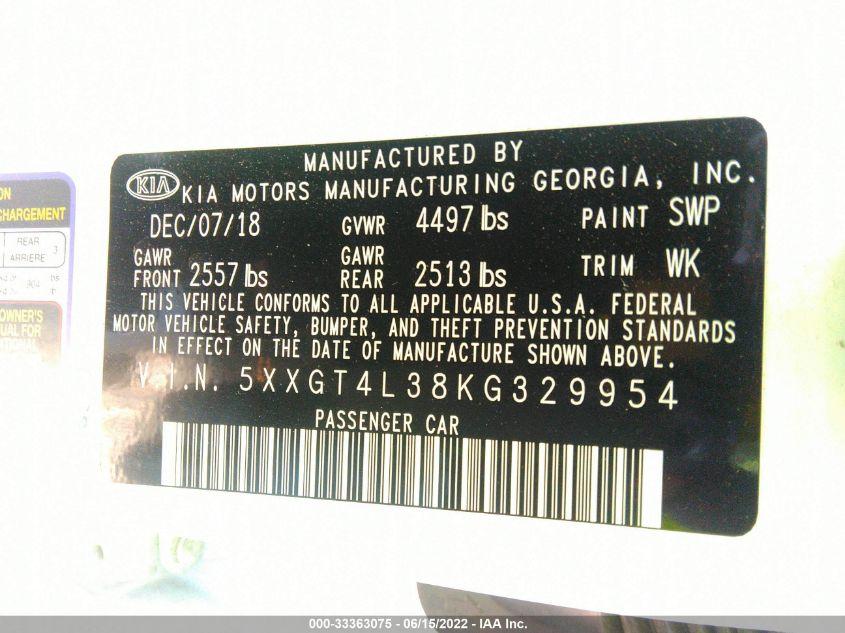 MANUFACTURED BY
KIA KIA MOTORS MANUFACTURING GEORGIA, INC.
DEC/07/18 GVWR 4497 lbs PAINT SWP
GAWR FRONT 2557 lbs GAWR REAR 2513 lbs TRIM WK
THIS VEHICLE CONFORMS TO ALL APPLICABLE U.S.A. FEDERAL
MOTOR VEHICLE SAFETY, BUMPER, AND THEFT PREVENTION STANDARDS
IN EFFECT ON THE DATE OF MANUFACTURE SHOWN ABOVE.
V.I.N. 5XXGT4L38KG329954
PASSENGER CAR
ON
CHARGEMENT
REAR
ARRIERE 3
904
OWNER'S
UAL FOR
TIONAL
000-33363075 - 06/15/2022 - IAA Inc.